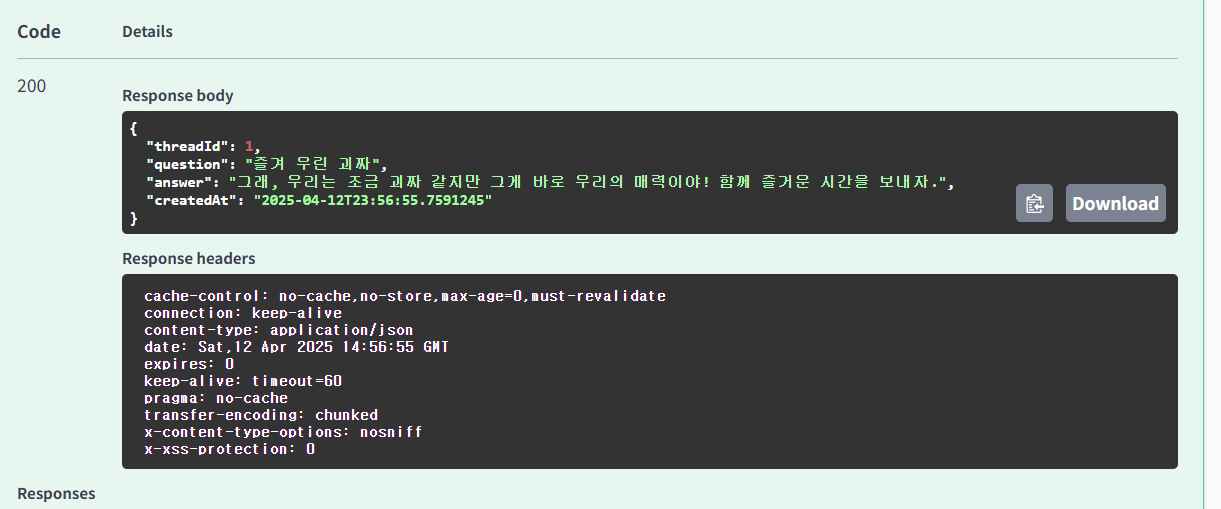 Code Details
200
Response body
{
"threadId": 1,
"question": "즐겨 우린 괴짜",
"answer": "그래, 우리는 조금 괴짜 같지만 그게 바로 우리의 매력이야! 함께 즐거운 시간을 보내자.",
"createdAt": "2025-04-12T23:56:55.7591245"
}
Download
Response headers
cache-control: no-cache,no-store,max-age=0,must-revalidate
connection: keep-alive
content-type: application/json
date: Sat,12 Apr 2025 14:56:55 GMT
expires: 0
keep-alive: timeout=60
pragma: no-cache
transfer-encoding: chunked
x-content-type-options: nosniff
x-xss-protection: 0
Responses